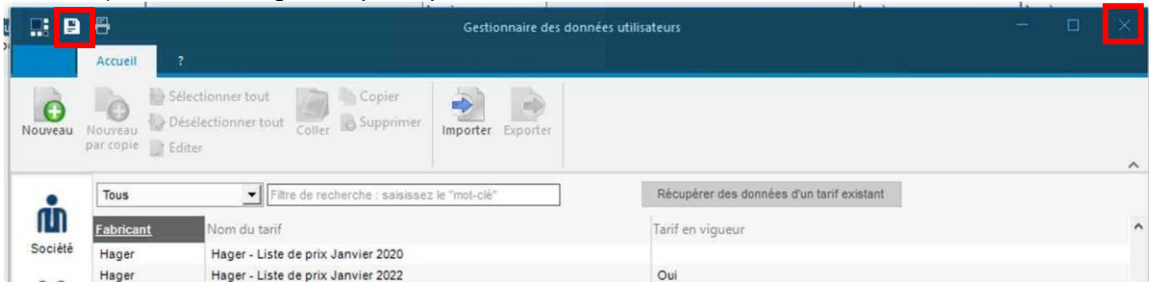 Gestionnaire des données utilisateurs
Accueil ?
Nouveau
Nouveau par copie
Sélectionner tout
Désélectionner tout
Editer
Coller
Copier
Supprimer
Importer
Exporter
Tous
Filtre de recherche : saisissez le "mot-clé"
Récupérer des données d'un tarif existant
Société
Fabricant Nom du tarif Tarif en vigueur
Hager Hager - Liste de prix Janvier 2020
Hager Hager - Liste de prix Janvier 2022 Oui